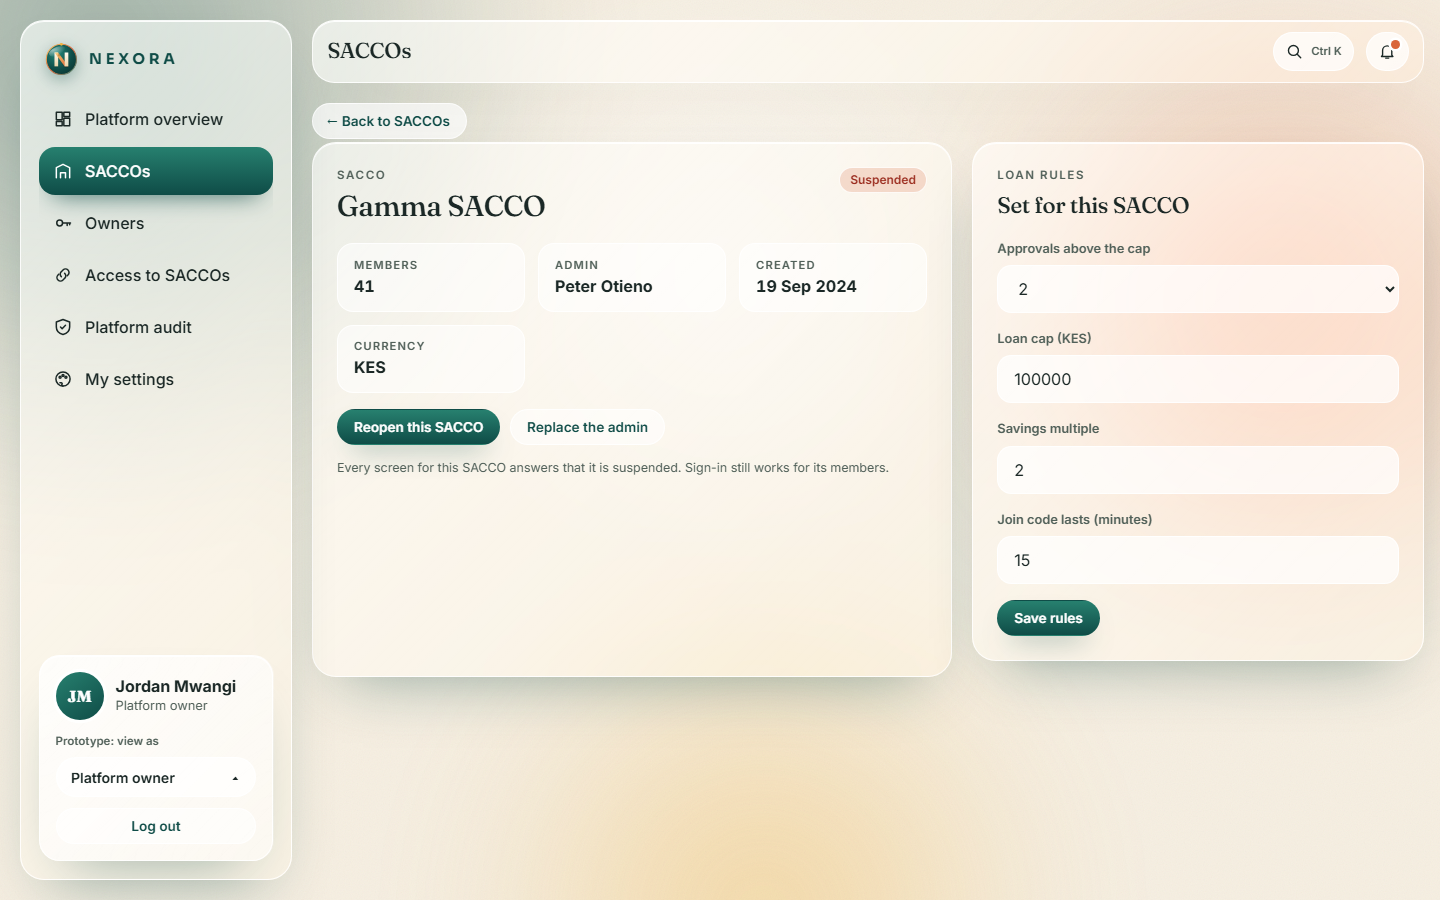 NEXORA
Platform overview
SACCOs
Owners
Access to SACCOs
Platform audit
My settings
JM
Jordan Mwangi
Platform owner
Prototype: view as
Platform owner
Log out
SACCOs
Ctrl K
← Back to SACCOs
SACCO
Gamma SACCO
Suspended
MEMBERS
41
ADMIN
Peter Otieno
CREATED
19 Sep 2024
CURRENCY
KES
Reopen this SACCO
Replace the admin
Every screen for this SACCO answers that it is suspended. Sign-in still works for its members.
LOAN RULES
Set for this SACCO
Approvals above the cap
2
Loan cap (KES)
100000
Savings multiple
2
Join code lasts (minutes)
15
Save rules